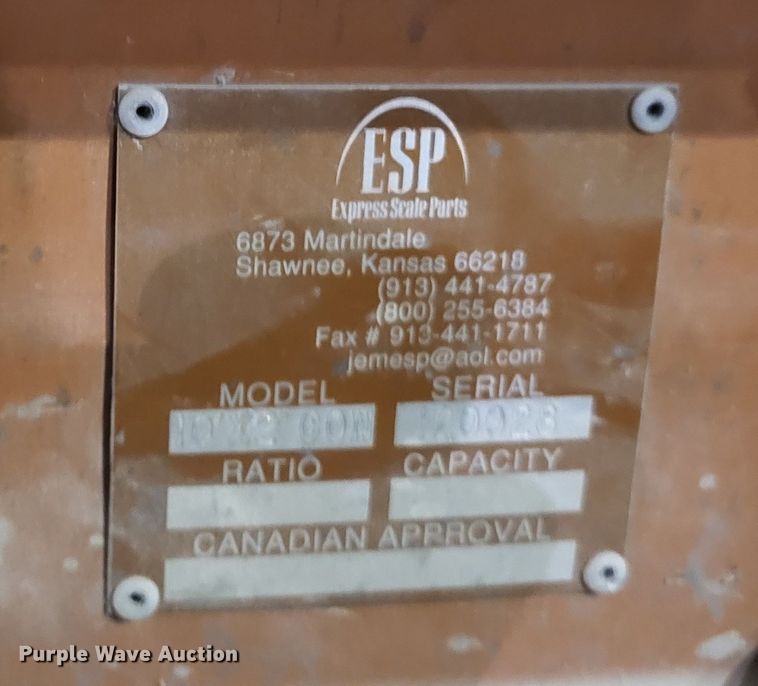 ESP
Express Scale Parts
6873 Martindale
Shawnee, Kansas 66218
(913) 441-4787
(800) 255-6384
Fax # 913-441-1711
jemesp@aol.com
MODEL SERIAL
RATIO CAPACITY
CANADIAN APPROVAL
Purple Wave Auction